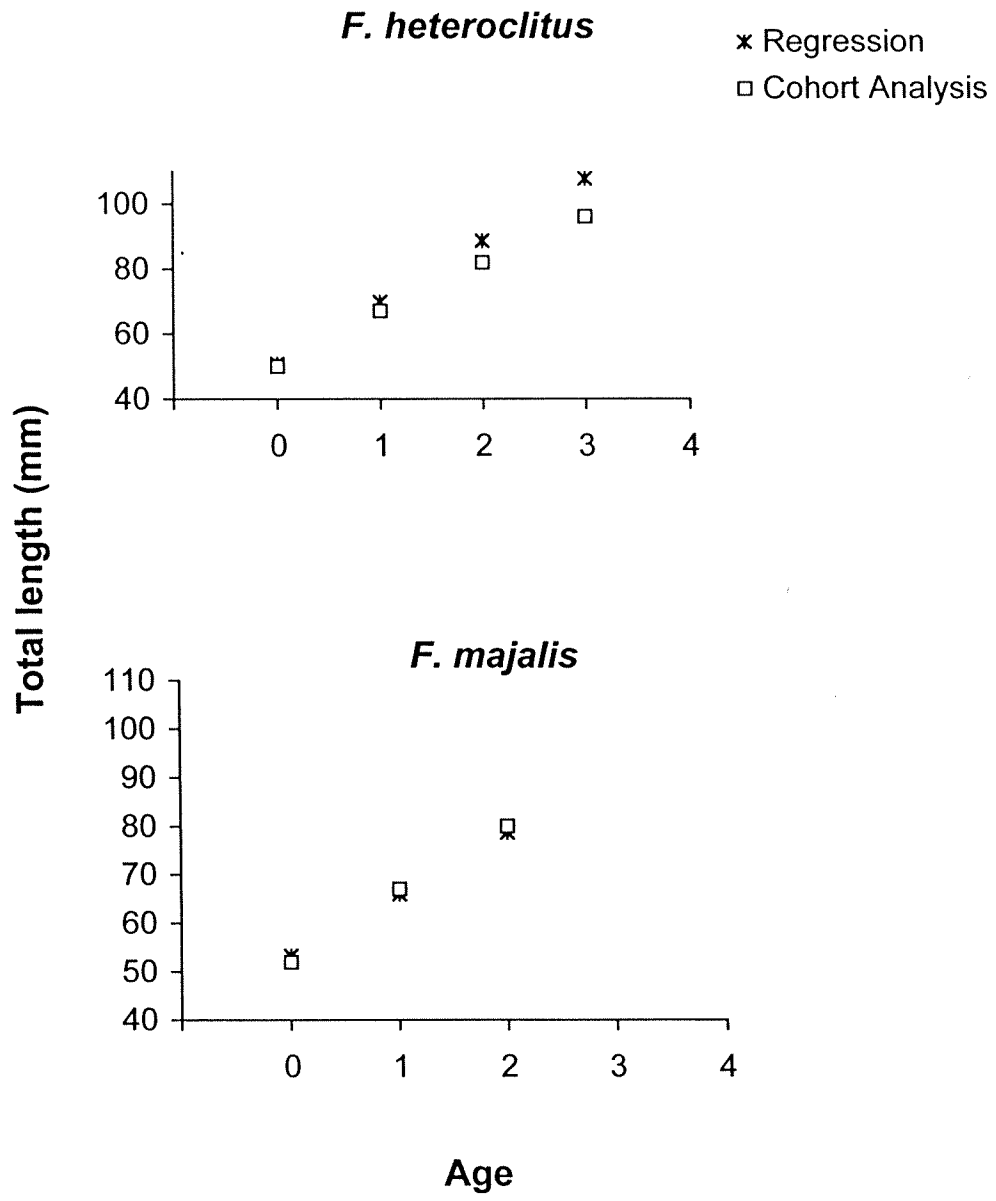 F. heteroclitus
Regression
Cohort Analysis
100
80
60
40
0 1 2 3 4
Total length (mm)
F. majalis
110
100
90
80
70
60
50
40
0 1 2 3 4
Age